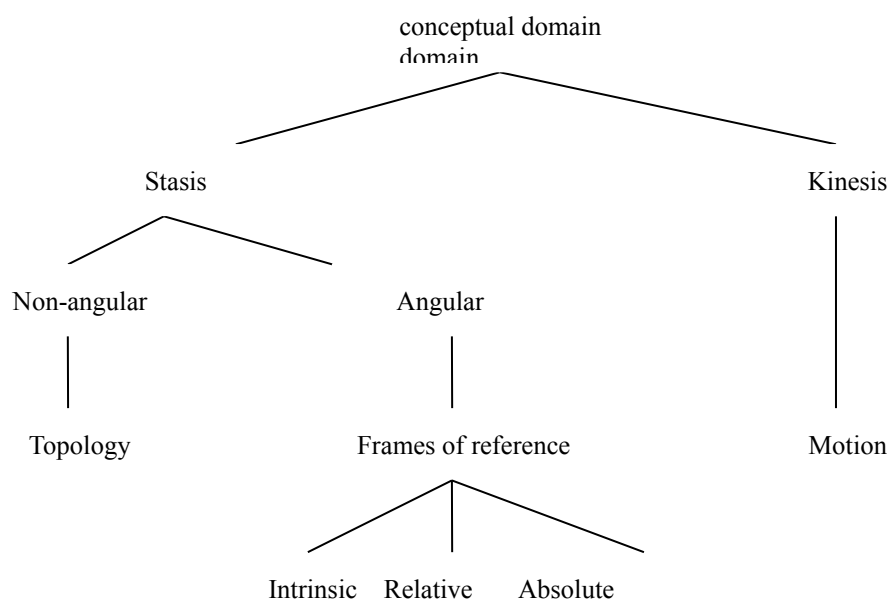 conceptual domain
domain
Stasis Kinesis
Non-angular Angular
Topology Frames of reference Motion
Intrinsic Relative Absolute